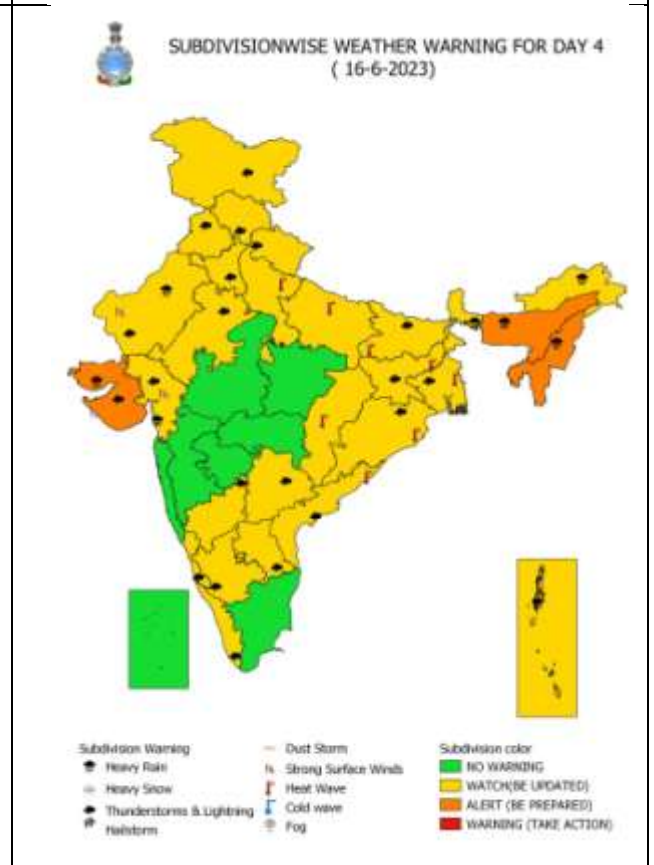 SUBDIVISIONWISE WEATHER WARNING FOR DAY 4
( 16-6-2023)
Subdivision Warning
Heavy Rain
Heavy Snow
Thunderstorms & Lightning
Hailstorm
Dust Storm
Strong Surface Winds
Heat Wave
Cold wave
Fog
Subdivision color
NO WARNING
WATCH(BE UPDATED)
ALERT (BE PREPARED)
WARNING (TAKE ACTION)